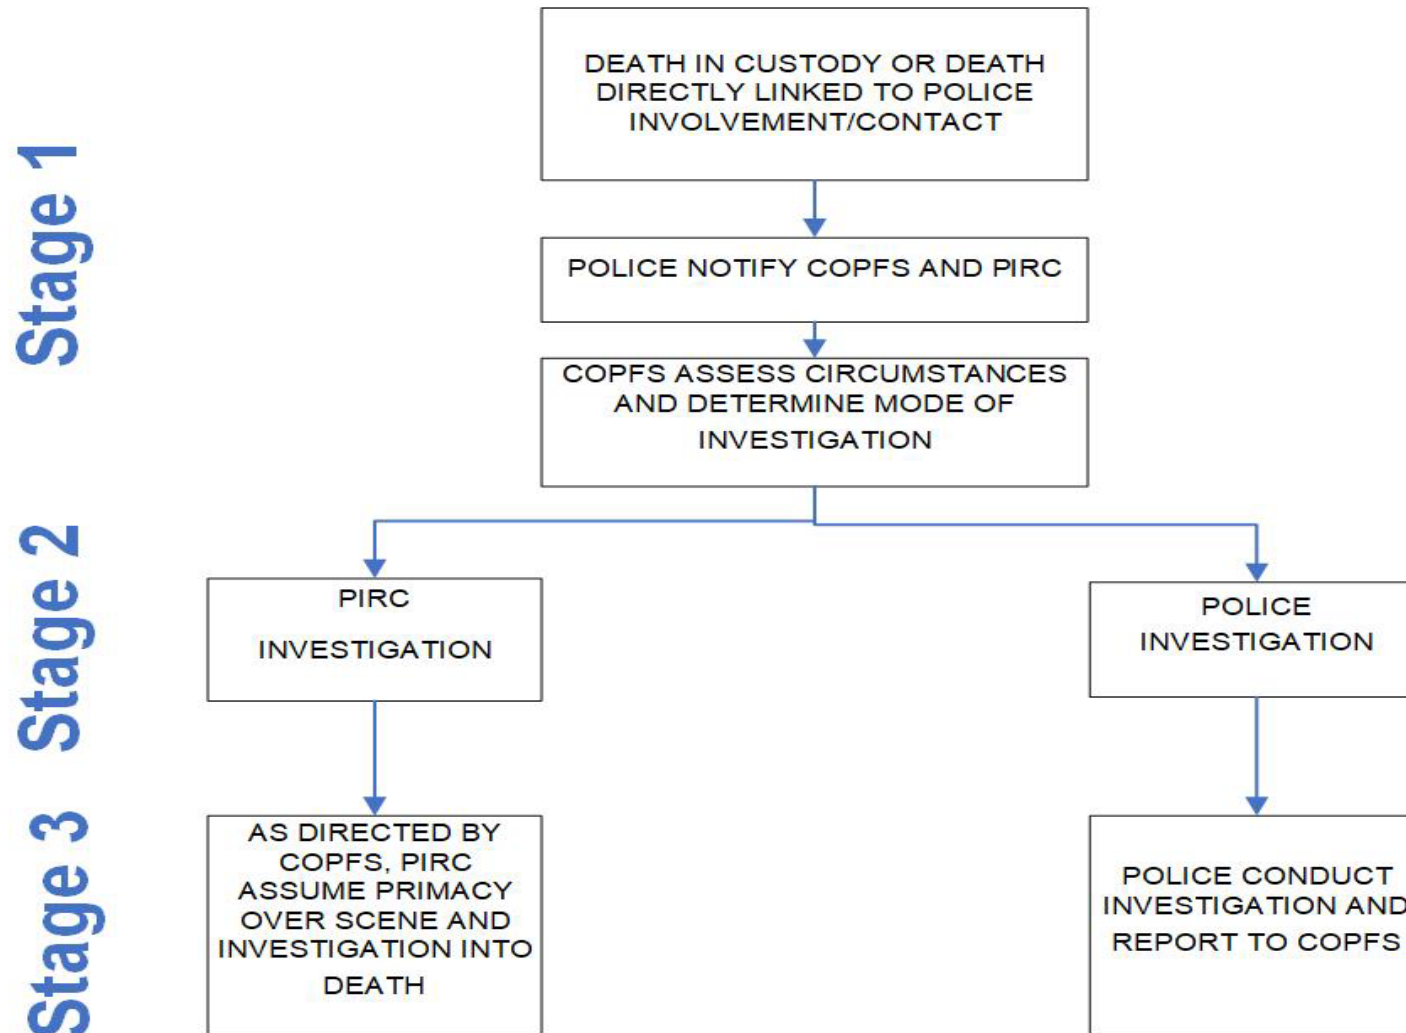 Stage 1
DEATH IN CUSTODY OR DEATH
DIRECTLY LINKED TO POLICE
INVOLVEMENT/CONTACT
POLICE NOTIFY COPFS AND PIRC
COPFS ASSESS CIRCUMSTANCES
AND DETERMINE MODE OF
INVESTIGATION
Stage 2
PIRC
INVESTIGATION
POLICE
INVESTIGATION
Stage 3
AS DIRECTED BY
COPFS, PIRC
ASSUME PRIMACY
OVER SCENE AND
INVESTIGATION INTO
DEATH
POLICE CONDUCT
INVESTIGATION AND
REPORT TO COPFS